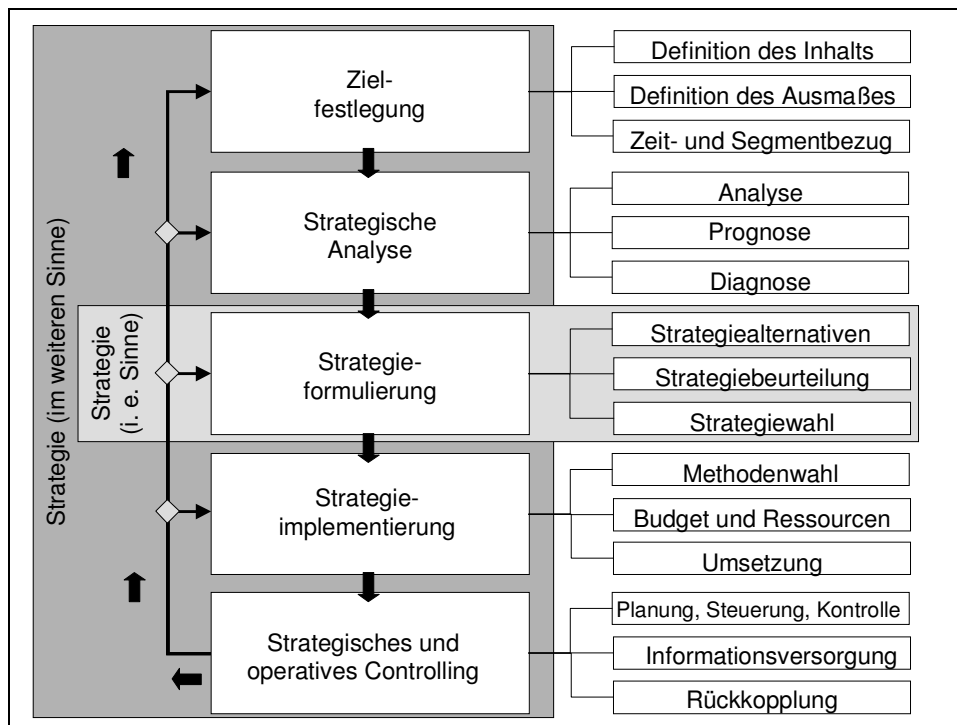 Strategie (im weiteren Sinne)
Strategie
(i. e. Sinne)
Ziel-
festlegung
Definition des Inhalts
Definition des Ausmaßes
Zeit- und Segmentbezug
Strategische
Analyse
Analyse
Prognose
Diagnose
Strategie-
formulierung
Strategiealternativen
Strategiebeurteilung
Strategiewahl
Strategie-
implementierung
Methodenwahl
Budget und Ressourcen
Umsetzung
Strategisches und
operatives Controlling
Planung, Steuerung, Kontrolle
Informationsversorgung
Rückkopplung